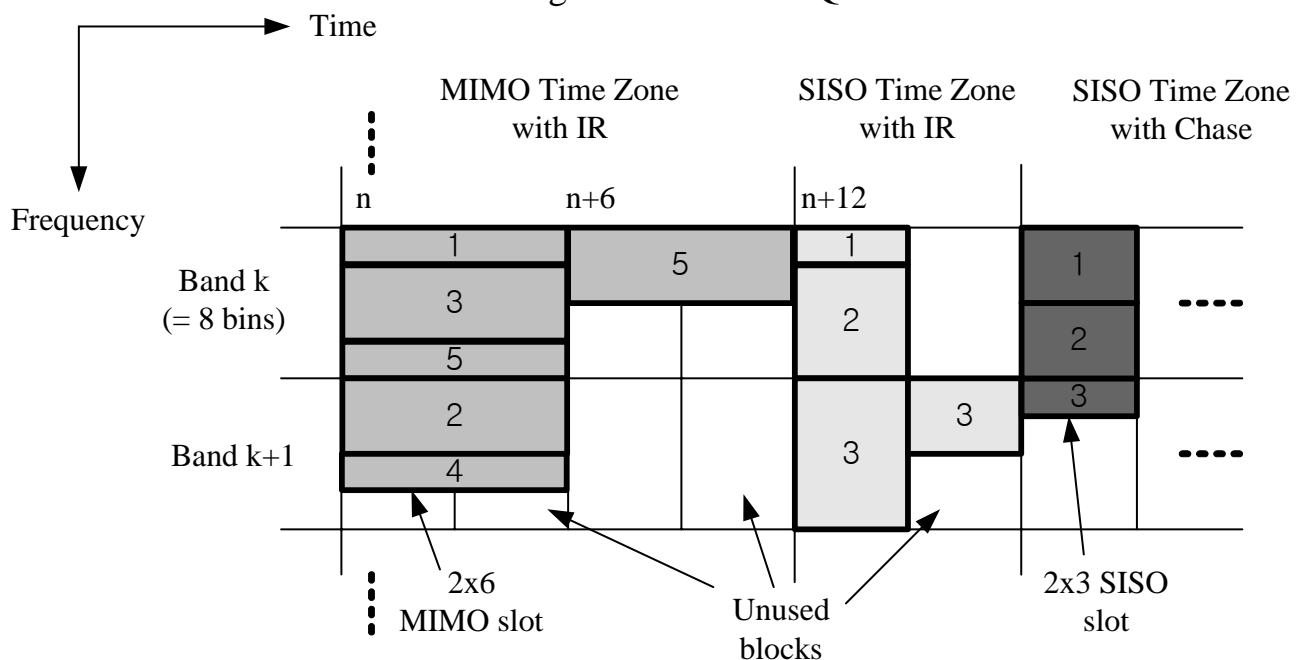 Time
Frequency
MIMO Time Zone
with IR
SISO Time Zone
with IR
SISO Time Zone
with Chase
n
n+6
n+12
Band k
(= 8 bins)
1
3
5
5
1
2
1
2
Band k+1
2
4
3
3
3
2x6
MIMO slot
Unused
blocks
2x3 SISO
slot